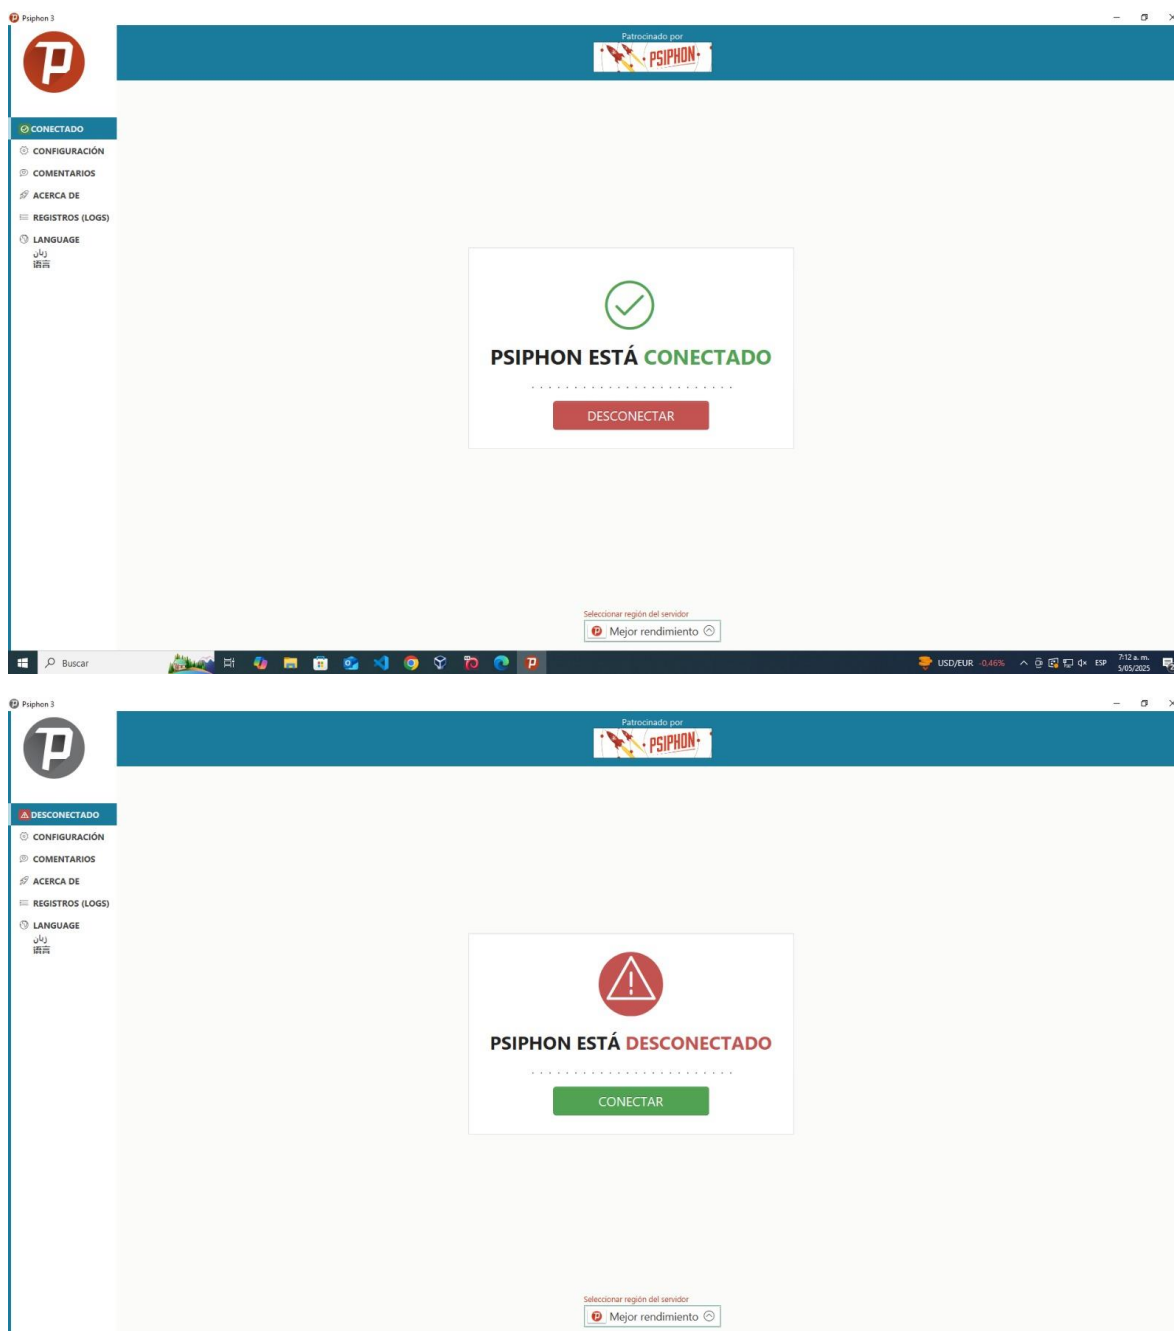 Psiphon 3
Patrocinado por
PSIPHON
CONECTADO
CONFIGURACIÓN
COMENTARIOS
ACERCA DE
REGISTROS (LOGS)
LANGUAGE
زبان
语言
PSIPHON ESTÁ CONECTADO
DESCONECTAR
Seleccionar región del servidor
Mejor rendimiento
Buscar
USD/EUR -0.46%
ESP
7:12 a. m.
5/05/2025
Psiphon 3
Patrocinado por
PSIPHON
DESCONECTADO
CONFIGURACIÓN
COMENTARIOS
ACERCA DE
REGISTROS (LOGS)
LANGUAGE
زبان
语言
PSIPHON ESTÁ DESCONECTADO
CONECTAR
Seleccionar región del servidor
Mejor rendimiento